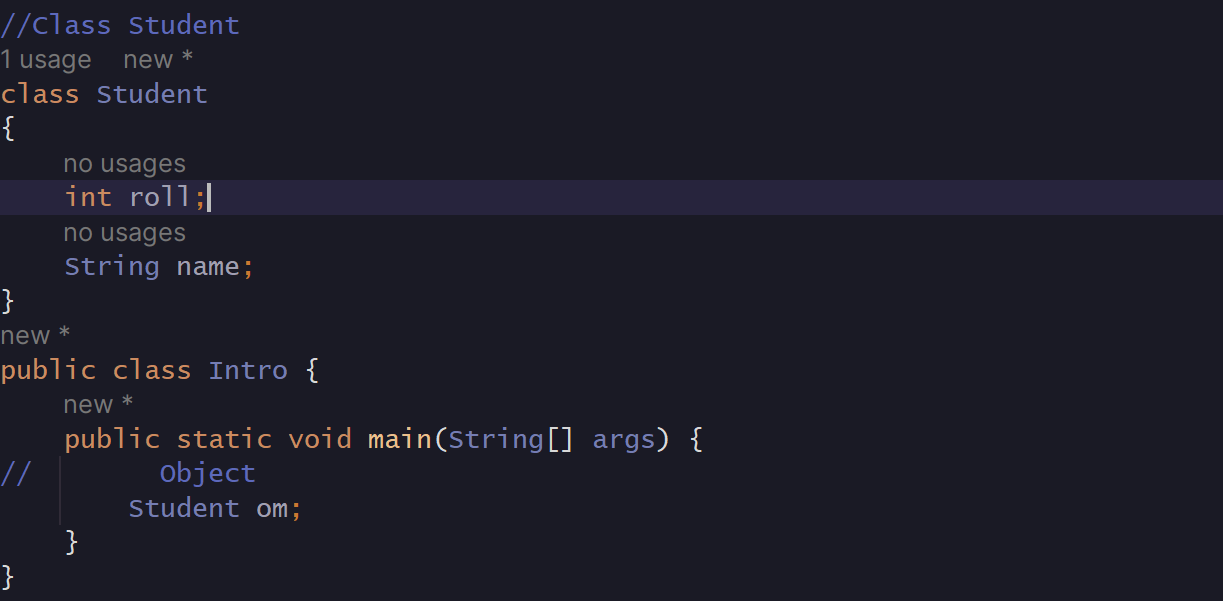 //Class Student
1 usage    new *
class Student
{
    no usages
    int roll;
    no usages
    String name;
}
new *
public class Intro {
    new *
    public static void main(String[] args) {
//        Object
        Student om;
    }
}